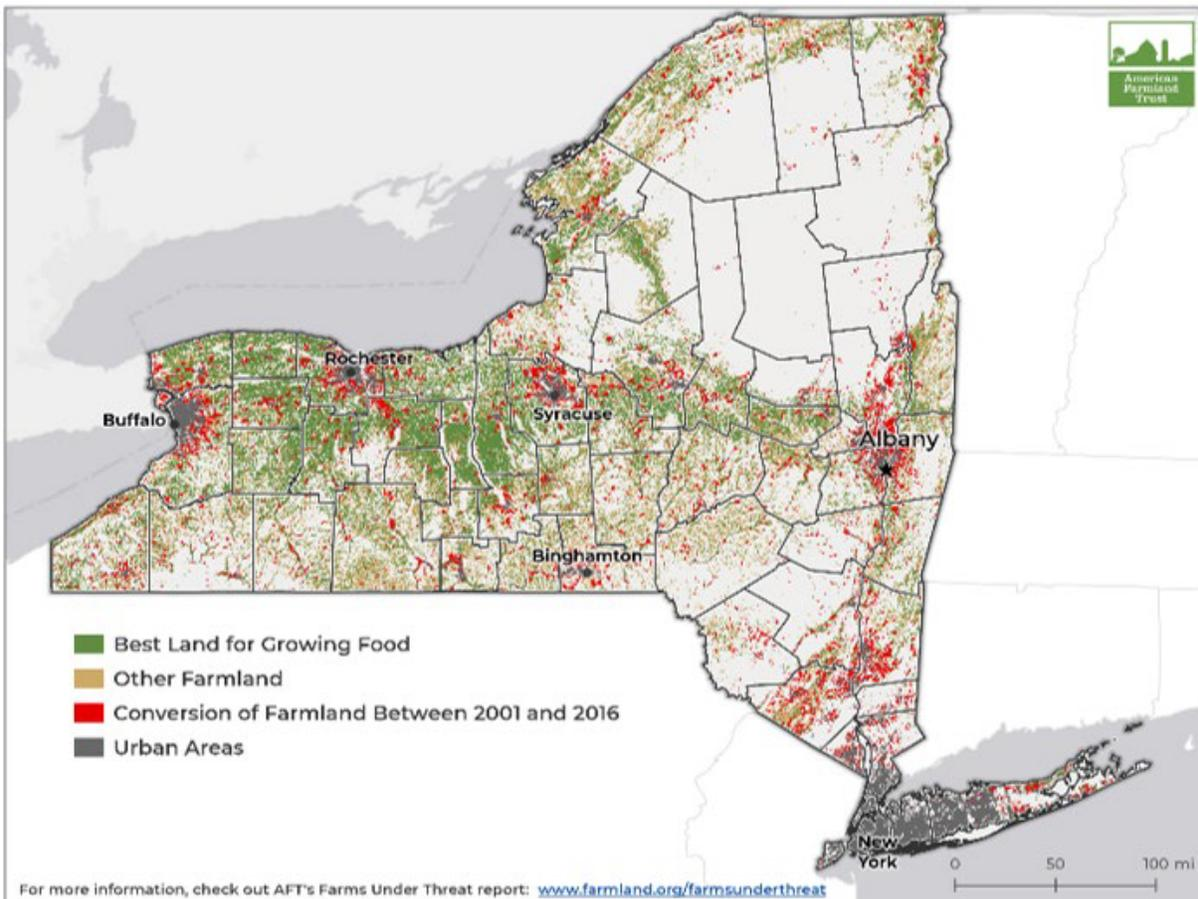 American
Farmland
Trust
Rochester
Buffalo
Syracuse
Albany
Binghamton
Best Land for Growing Food
Other Farmland
Conversion of Farmland Between 2001 and 2016
Urban Areas
New
York
0 50 100 mi
For more information, check out AFT's Farms Under Threat report: www.farmland.org/farmsunderthreat